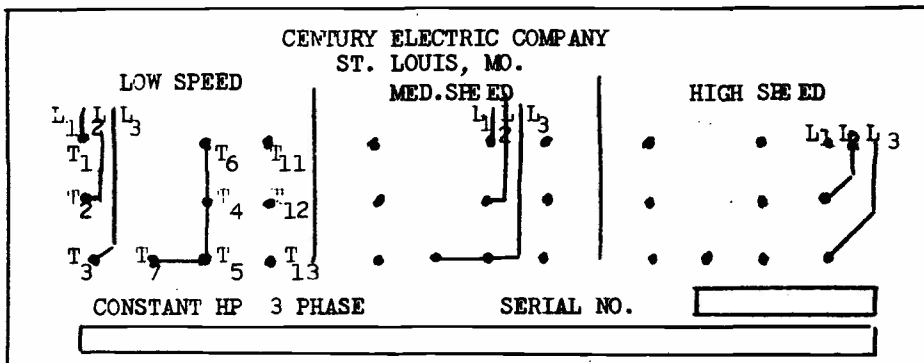 CENTURY ELECTRIC COMPANY
ST. LOUIS, MO.
LOW SPEED
MED.SPEED
HIGH SPEED
L1 L2 L3
L1 L2 L3
L1 L2 L3
T1 T6 T11
T2 T4 T12
T3 T7 T5 T13
CONSTANT HP 3 PHASE SERIAL NO.